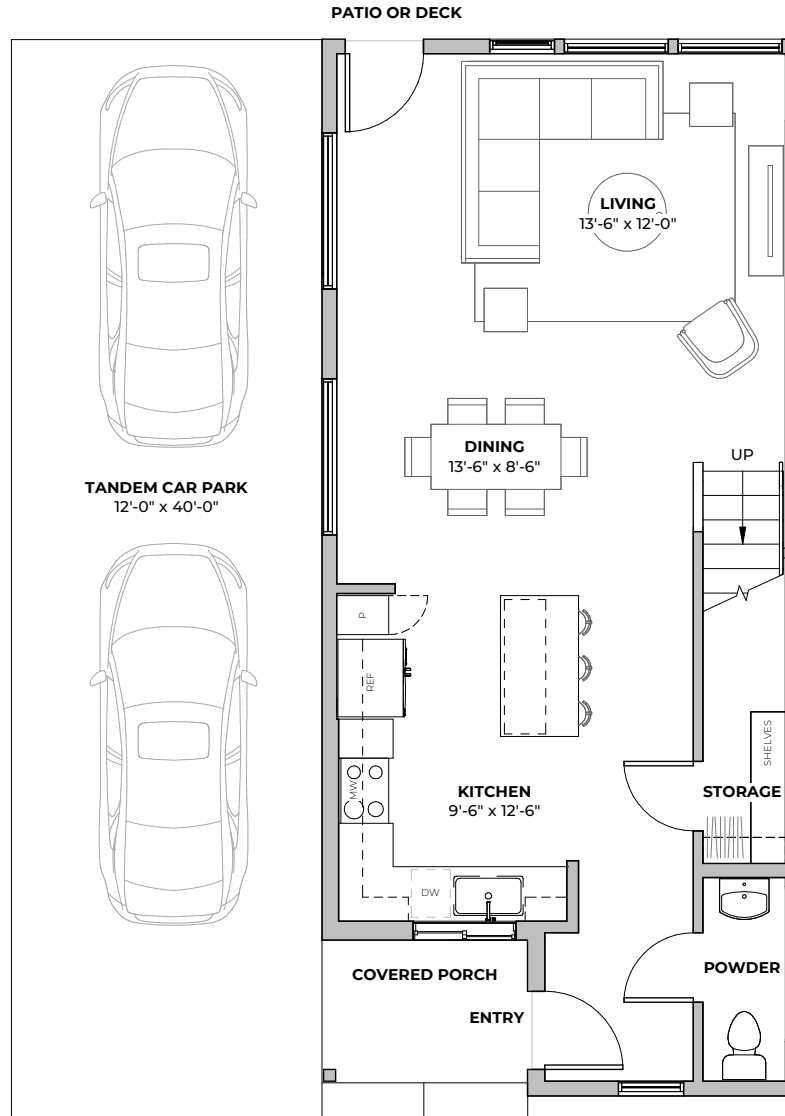 PATIO OR DECK
LIVING
13'-6" x 12'-0"
DINING
13'-6" x 8'-6"
UP
TANDEM CAR PARK
12'-0" x 40'-0"
P
REF
SHELVES
MW
KITCHEN
9'-6" x 12'-6"
STORAGE
DW
COVERED PORCH
POWDER
ENTRY